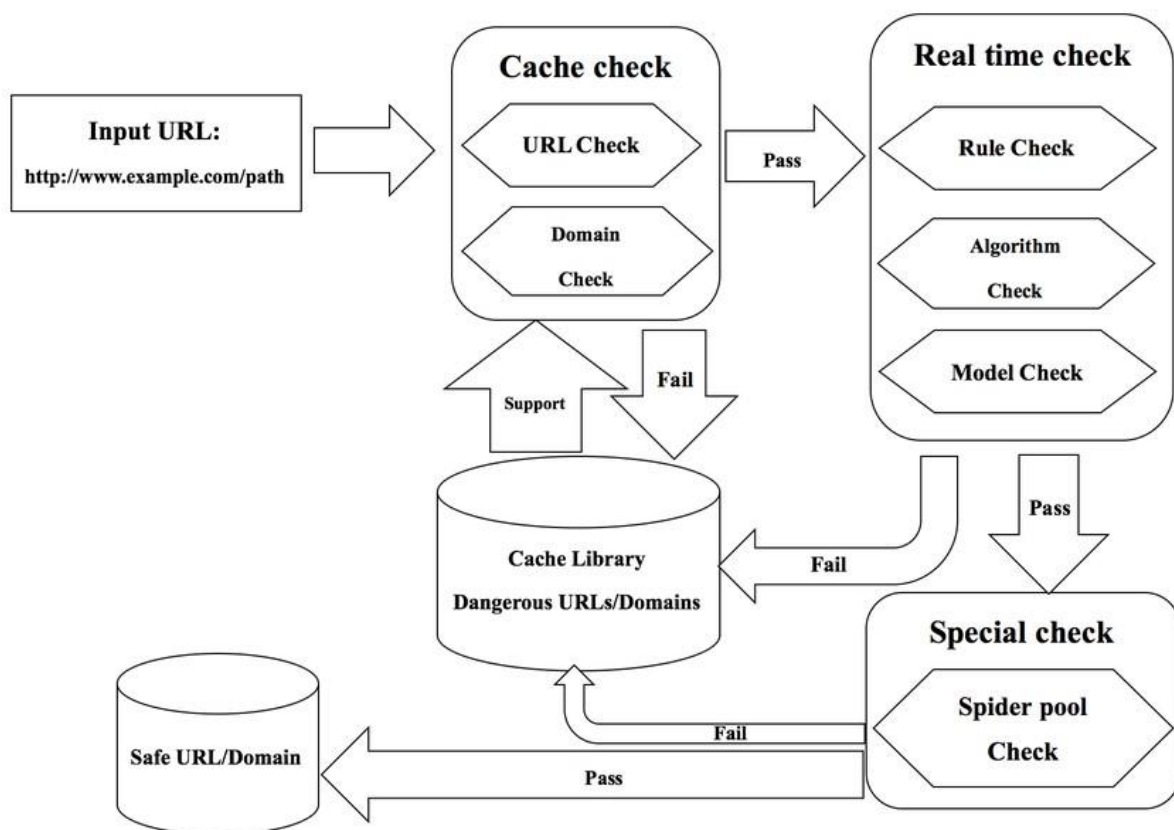 Input URL:
http://www.example.com/path
Cache check
URL Check
Domain
Check
Pass
Real time check
Rule Check
Algorithm
Check
Model Check
Support
Fail
Pass
Fail
Cache Library
Dangerous URLs/Domains
Special check
Spider pool
Check
Fail
Pass
Safe URL/Domain